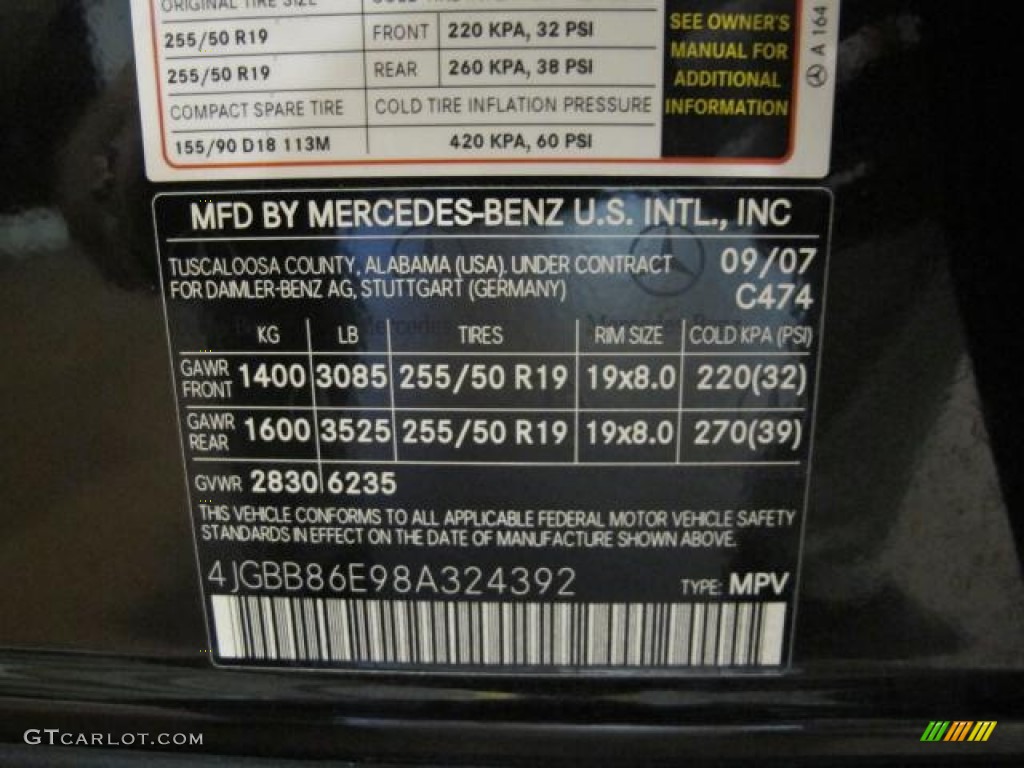 ORIGINAL TIRE SIZE
255/50 R19 FRONT 220 KPA, 32 PSI
255/50 R19 REAR 260 KPA, 38 PSI
COMPACT SPARE TIRE COLD TIRE INFLATION PRESSURE
155/90 D18 113M 420 KPA, 60 PSI
SEE OWNER'S
MANUAL FOR
ADDITIONAL
INFORMATION
A 164
MFD BY MERCEDES-BENZ U.S. INTL., INC
TUSCALOOSA COUNTY, ALABAMA (USA). UNDER CONTRACT 09/07
FOR DAIMLER-BENZ AG, STUTTGART (GERMANY) C474
KG LB TIRES RIM SIZE COLD KPA (PSI)
GAWR
FRONT 1400 3085 255/50 R19 19x8.0 220(32)
GAWR
REAR 1600 3525 255/50 R19 19x8.0 270(39)
GVWR 2830 6235
THIS VEHICLE CONFORMS TO ALL APPLICABLE FEDERAL MOTOR VEHICLE SAFETY
STANDARDS IN EFFECT ON THE DATE OF MANUFACTURE SHOWN ABOVE.
4JGBB86E98A324392 TYPE: MPV
GTCARLOT.COM